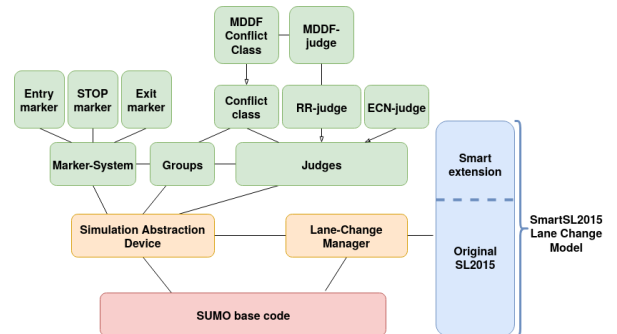 MDDF
Conflict
Class
MDDF-
judge
Entry
marker
STOP
marker
Exit
marker
Conflict
class
RR-judge
ECN-judge
Marker-System
Groups
Judges
Smart
extension
Simulation Abstraction
Device
Lane-Change
Manager
Original
SL2015
SmartSL2015
Lane Change
Model
SUMO base code